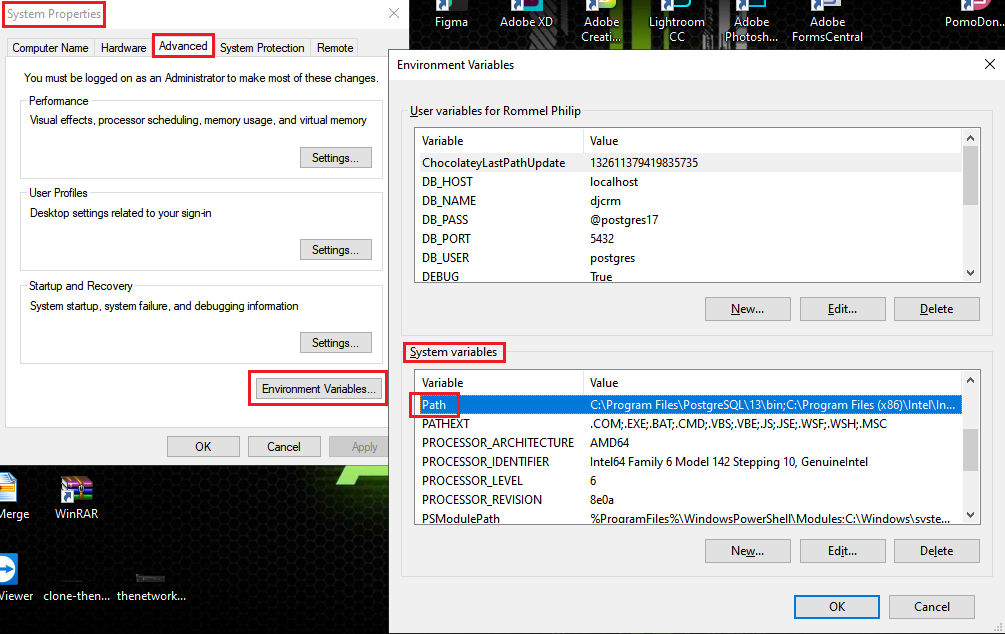 System Properties
Computer Name
Hardware
Advanced
System Protection
Remote
You must be logged on as an Administrator to make most of these changes.
Performance
Visual effects, processor scheduling, memory usage, and virtual memory
Settings...
User Profiles
Desktop settings related to your sign-in
Settings...
Startup and Recovery
System startup, system failure, and debugging information
Settings...
Environment Variables...
OK
Cancel
Apply
Figma
Adobe XD
Adobe
Creati...
Lightroom
CC
Adobe
Photosh...
Adobe
FormsCentral
PomoDon...
Environment Variables
User variables for Rommel Philip
Variable Value
ChocolateyLastPathUpdate 132611379419835735
DB_HOST localhost
DB_NAME djcrm
DB_PASS @postgres17
DB_PORT 5432
DB_USER postgres
DEBUG True
New...
Edit...
Delete
System variables
Variable Value
Path C:\Program Files\PostgreSQL\13\bin;C:\Program Files (x86)\Intel\In...
PATHEXT .COM;.EXE;.BAT;.CMD;.VBS;.VBE;.JS;.JSE;.WSF;.WSH;.MSC
PROCESSOR_ARCHITECTURE AMD64
PROCESSOR_IDENTIFIER Intel64 Family 6 Model 142 Stepping 10, GenuineIntel
PROCESSOR_LEVEL 6
PROCESSOR_REVISION 8e0a
PSModulePath %ProgramFiles%\WindowsPowerShell\Modules;C:\Windows\syste...
New...
Edit...
Delete
OK
Cancel
Merge
WinRAR
Viewer
clone-then...
thenetwork...